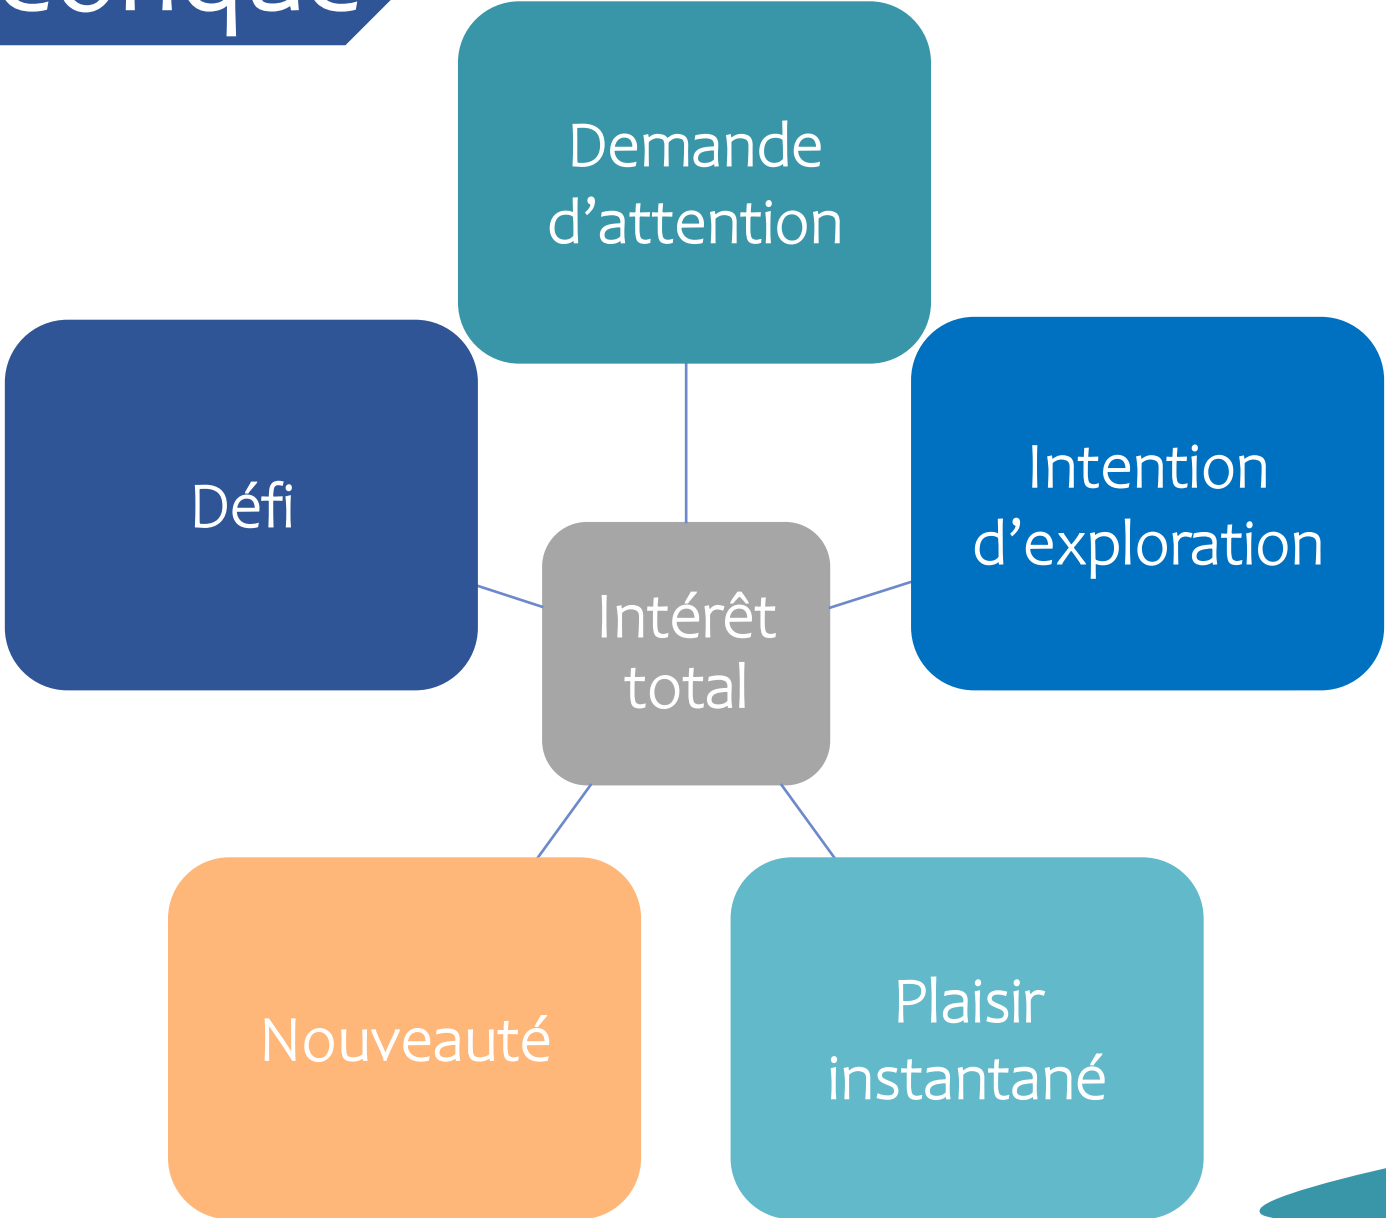 Demande
d’attention
Défi
Intention
d’exploration
Intérêt
total
Nouveauté
Plaisir
instantané